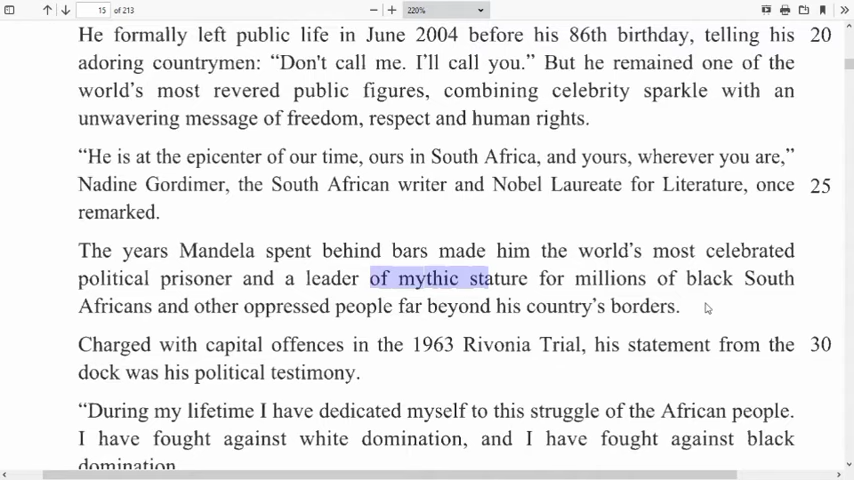 15 of 213 220%
He formally left public life in June 2004 before his 86th birthday, telling his 20
adoring countrymen: “Don't call me. I’ll call you.” But he remained one of the
world’s most revered public figures, combining celebrity sparkle with an
unwavering message of freedom, respect and human rights.
“He is at the epicenter of our time, ours in South Africa, and yours, wherever you are,”
Nadine Gordimer, the South African writer and Nobel Laureate for Literature, once 25
remarked.
The years Mandela spent behind bars made him the world’s most celebrated
political prisoner and a leader of mythic stature for millions of black South
Africans and other oppressed people far beyond his country’s borders.
Charged with capital offences in the 1963 Rivonia Trial, his statement from the 30
dock was his political testimony.
“During my lifetime I have dedicated myself to this struggle of the African people.
I have fought against white domination, and I have fought against black
domination